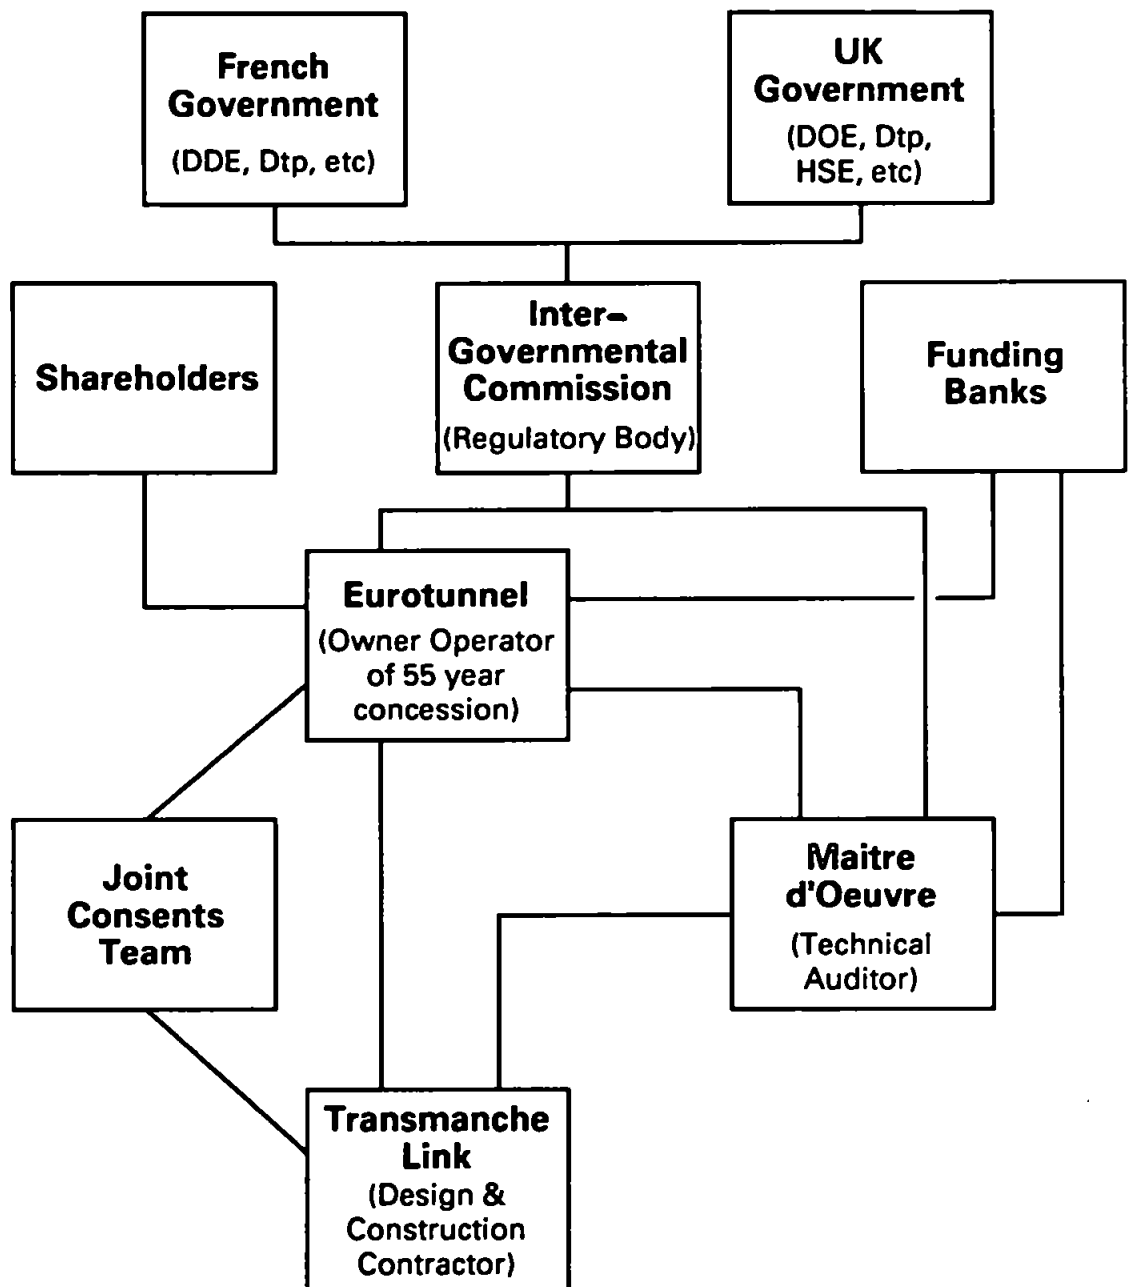 French
Government
(DDE, Dtp, etc)
UK
Government
(DOE, Dtp,
HSE, etc)
Shareholders
Inter-
Governmental
Commission
(Regulatory Body)
Funding
Banks
Eurotunnel
(Owner Operator
of 55 year
concession)
Joint
Consents
Team
Maitre
d'Oeuvre
(Technical
Auditor)
Transmanche
Link
(Design &
Construction
Contractor)